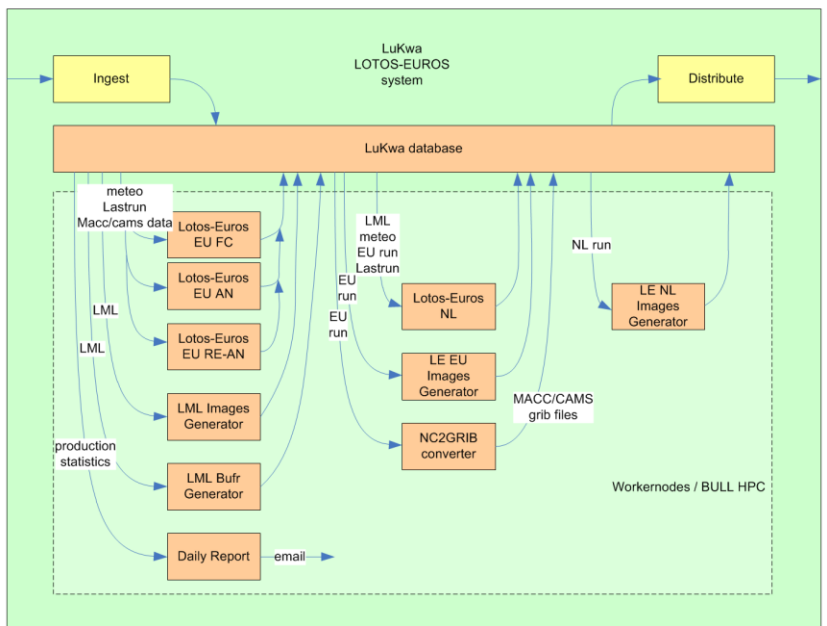 LuKwa
LOTOS-EUROS
system
Ingest
Distribute
LuKwa database
meteo
Lastrun
Macc/cams data
Lotos-Euros
EU FC
Lotos-Euros
EU AN
Lotos-Euros
EU RE-AN
LML
LML
LML Images
Generator
production
statistics
LML Bufr
Generator
Daily Report
email
LML
meteo
EU run
Lastrun
EU
run
EU
run
Lotos-Euros
NL
LE EU
Images
Generator
NC2GRIB
converter
MACC/CAMS
grib files
NL run
LE NL
Images
Generator
Workernodes / BULL HPC